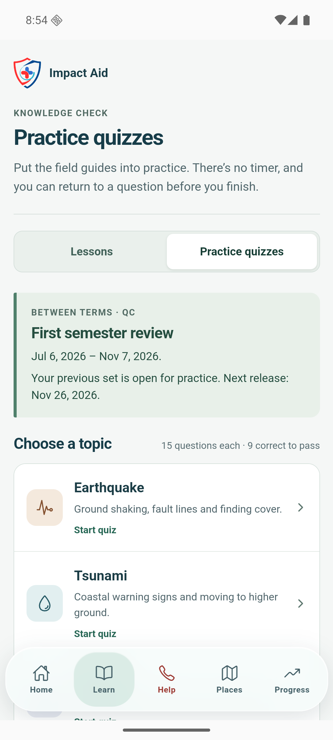 8:54
Impact Aid
KNOWLEDGE CHECK
Practice quizzes
Put the field guides into practice. There's no timer, and
you can return to a question before you finish.
Lessons
Practice quizzes
BETWEEN TERMS · QC
First semester review
Jul 6, 2026 – Nov 7, 2026.
Your previous set is open for practice. Next release:
Nov 26, 2026.
Choose a topic
15 questions each · 9 correct to pass
Earthquake
Ground shaking, fault lines and finding cover.
Start quiz
Tsunami
Coastal warning signs and moving to higher
ground.
Start quiz
Home
Learn
Help
Places
Progress